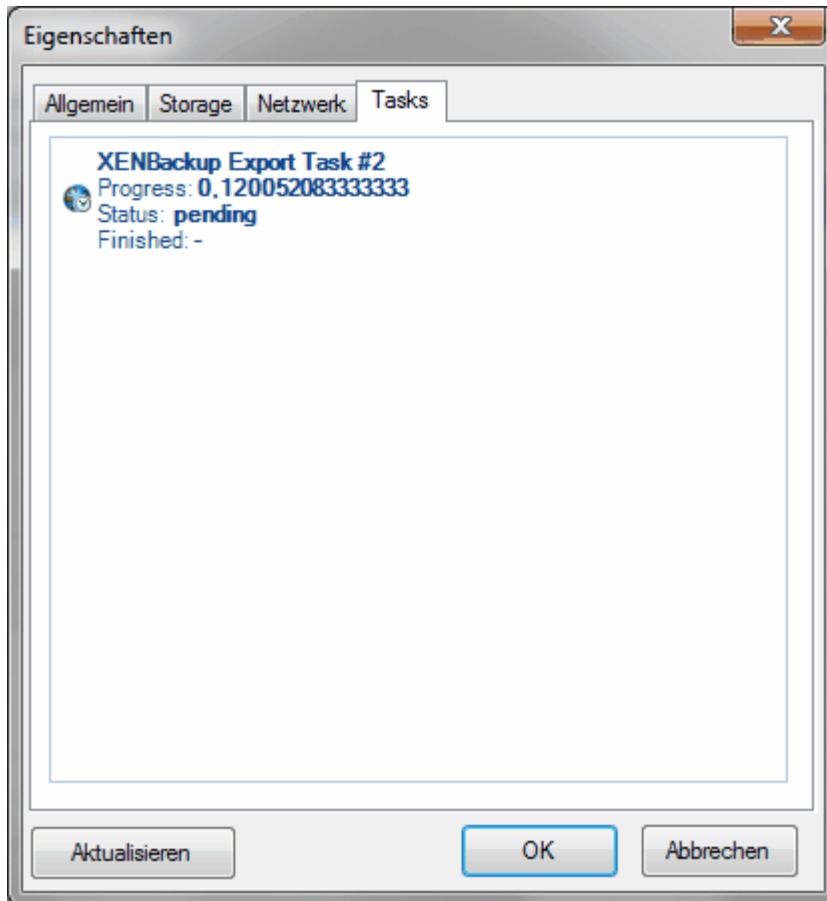 Eigenschaften
Allgemein Storage Netzwerk Tasks
XENBackup Export Task #2
Progress: 0,120052083333333
Status: pending
Finished: -
Aktualisieren OK Abbrechen